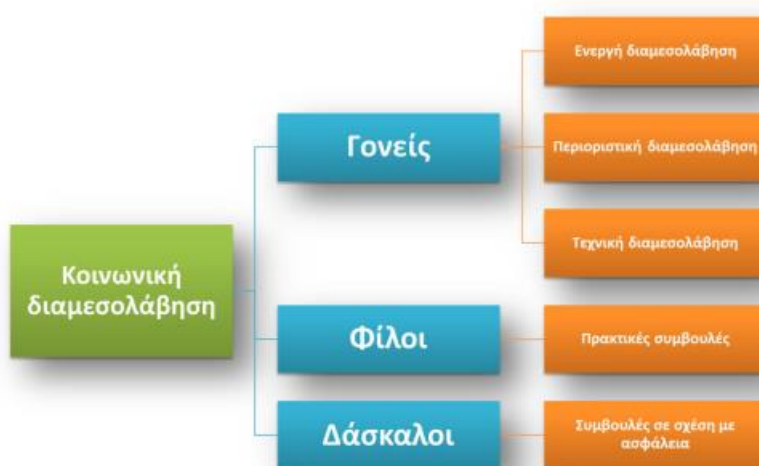 Κοινωνική
διαμεσολάβηση
Γονείς
Ενεργή διαμεσολάβηση
Περιοριστική διαμεσολάβηση
Τεχνική διαμεσολάβηση
Φίλοι
Πρακτικές συμβουλές
Δάσκαλοι
Συμβουλές σε σχέση με
ασφάλεια